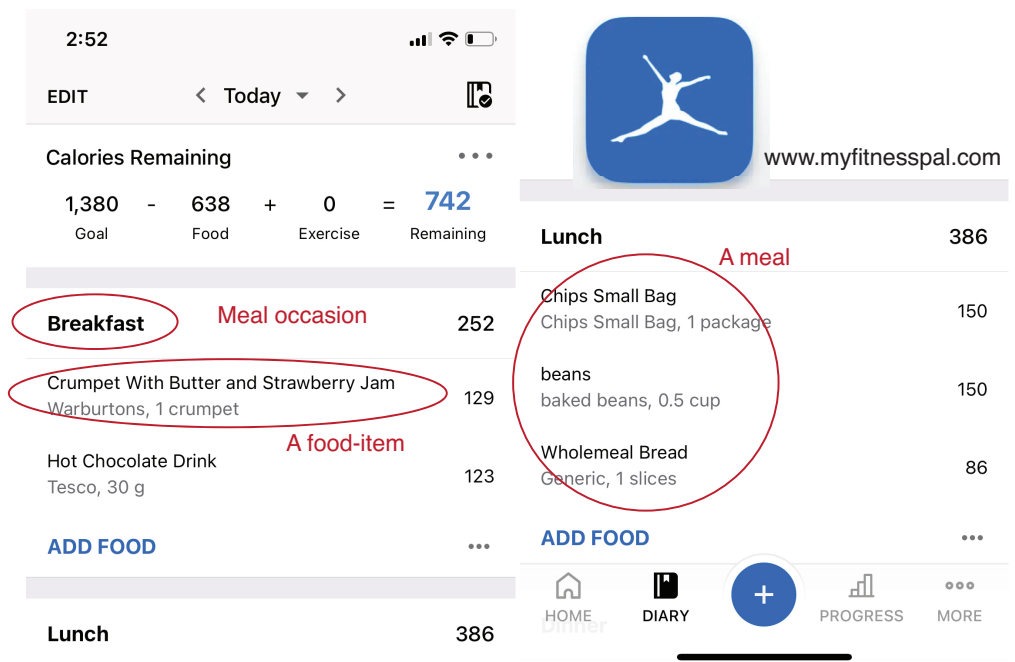 2:52
EDIT
Today
Calories Remaining
1,380 - 638 + 0 = 742
Goal Food Exercise Remaining
Breakfast
Meal occasion
252
Crumpet With Butter and Strawberry Jam
Warburtons, 1 crumpet
129
A food-item
Hot Chocolate Drink
Tesco, 30 g
123
ADD FOOD
Lunch
386
www.myfitnesspal.com
Lunch
386
A meal
Chips Small Bag
Chips Small Bag, 1 package
150
beans
baked beans, 0.5 cup
150
Wholemeal Bread
Generic, 1 slices
86
ADD FOOD
HOME
DIARY
PROGRESS
MORE
Dinner